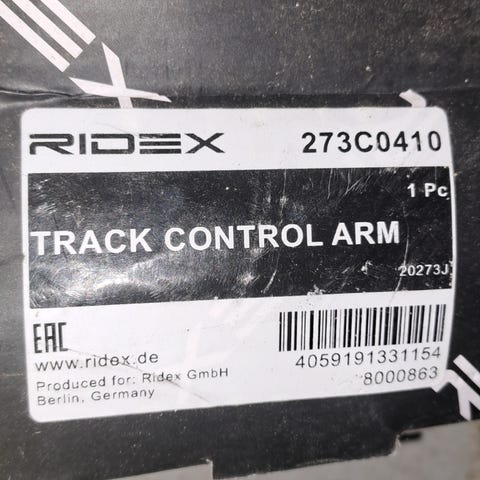 RIDEX 273C0410
1 Pc
TRACK CONTROL ARM
20273J
EAC
www.ridex.de
Produced for: Ridex GmbH
Berlin, Germany
4059191331154
8000863